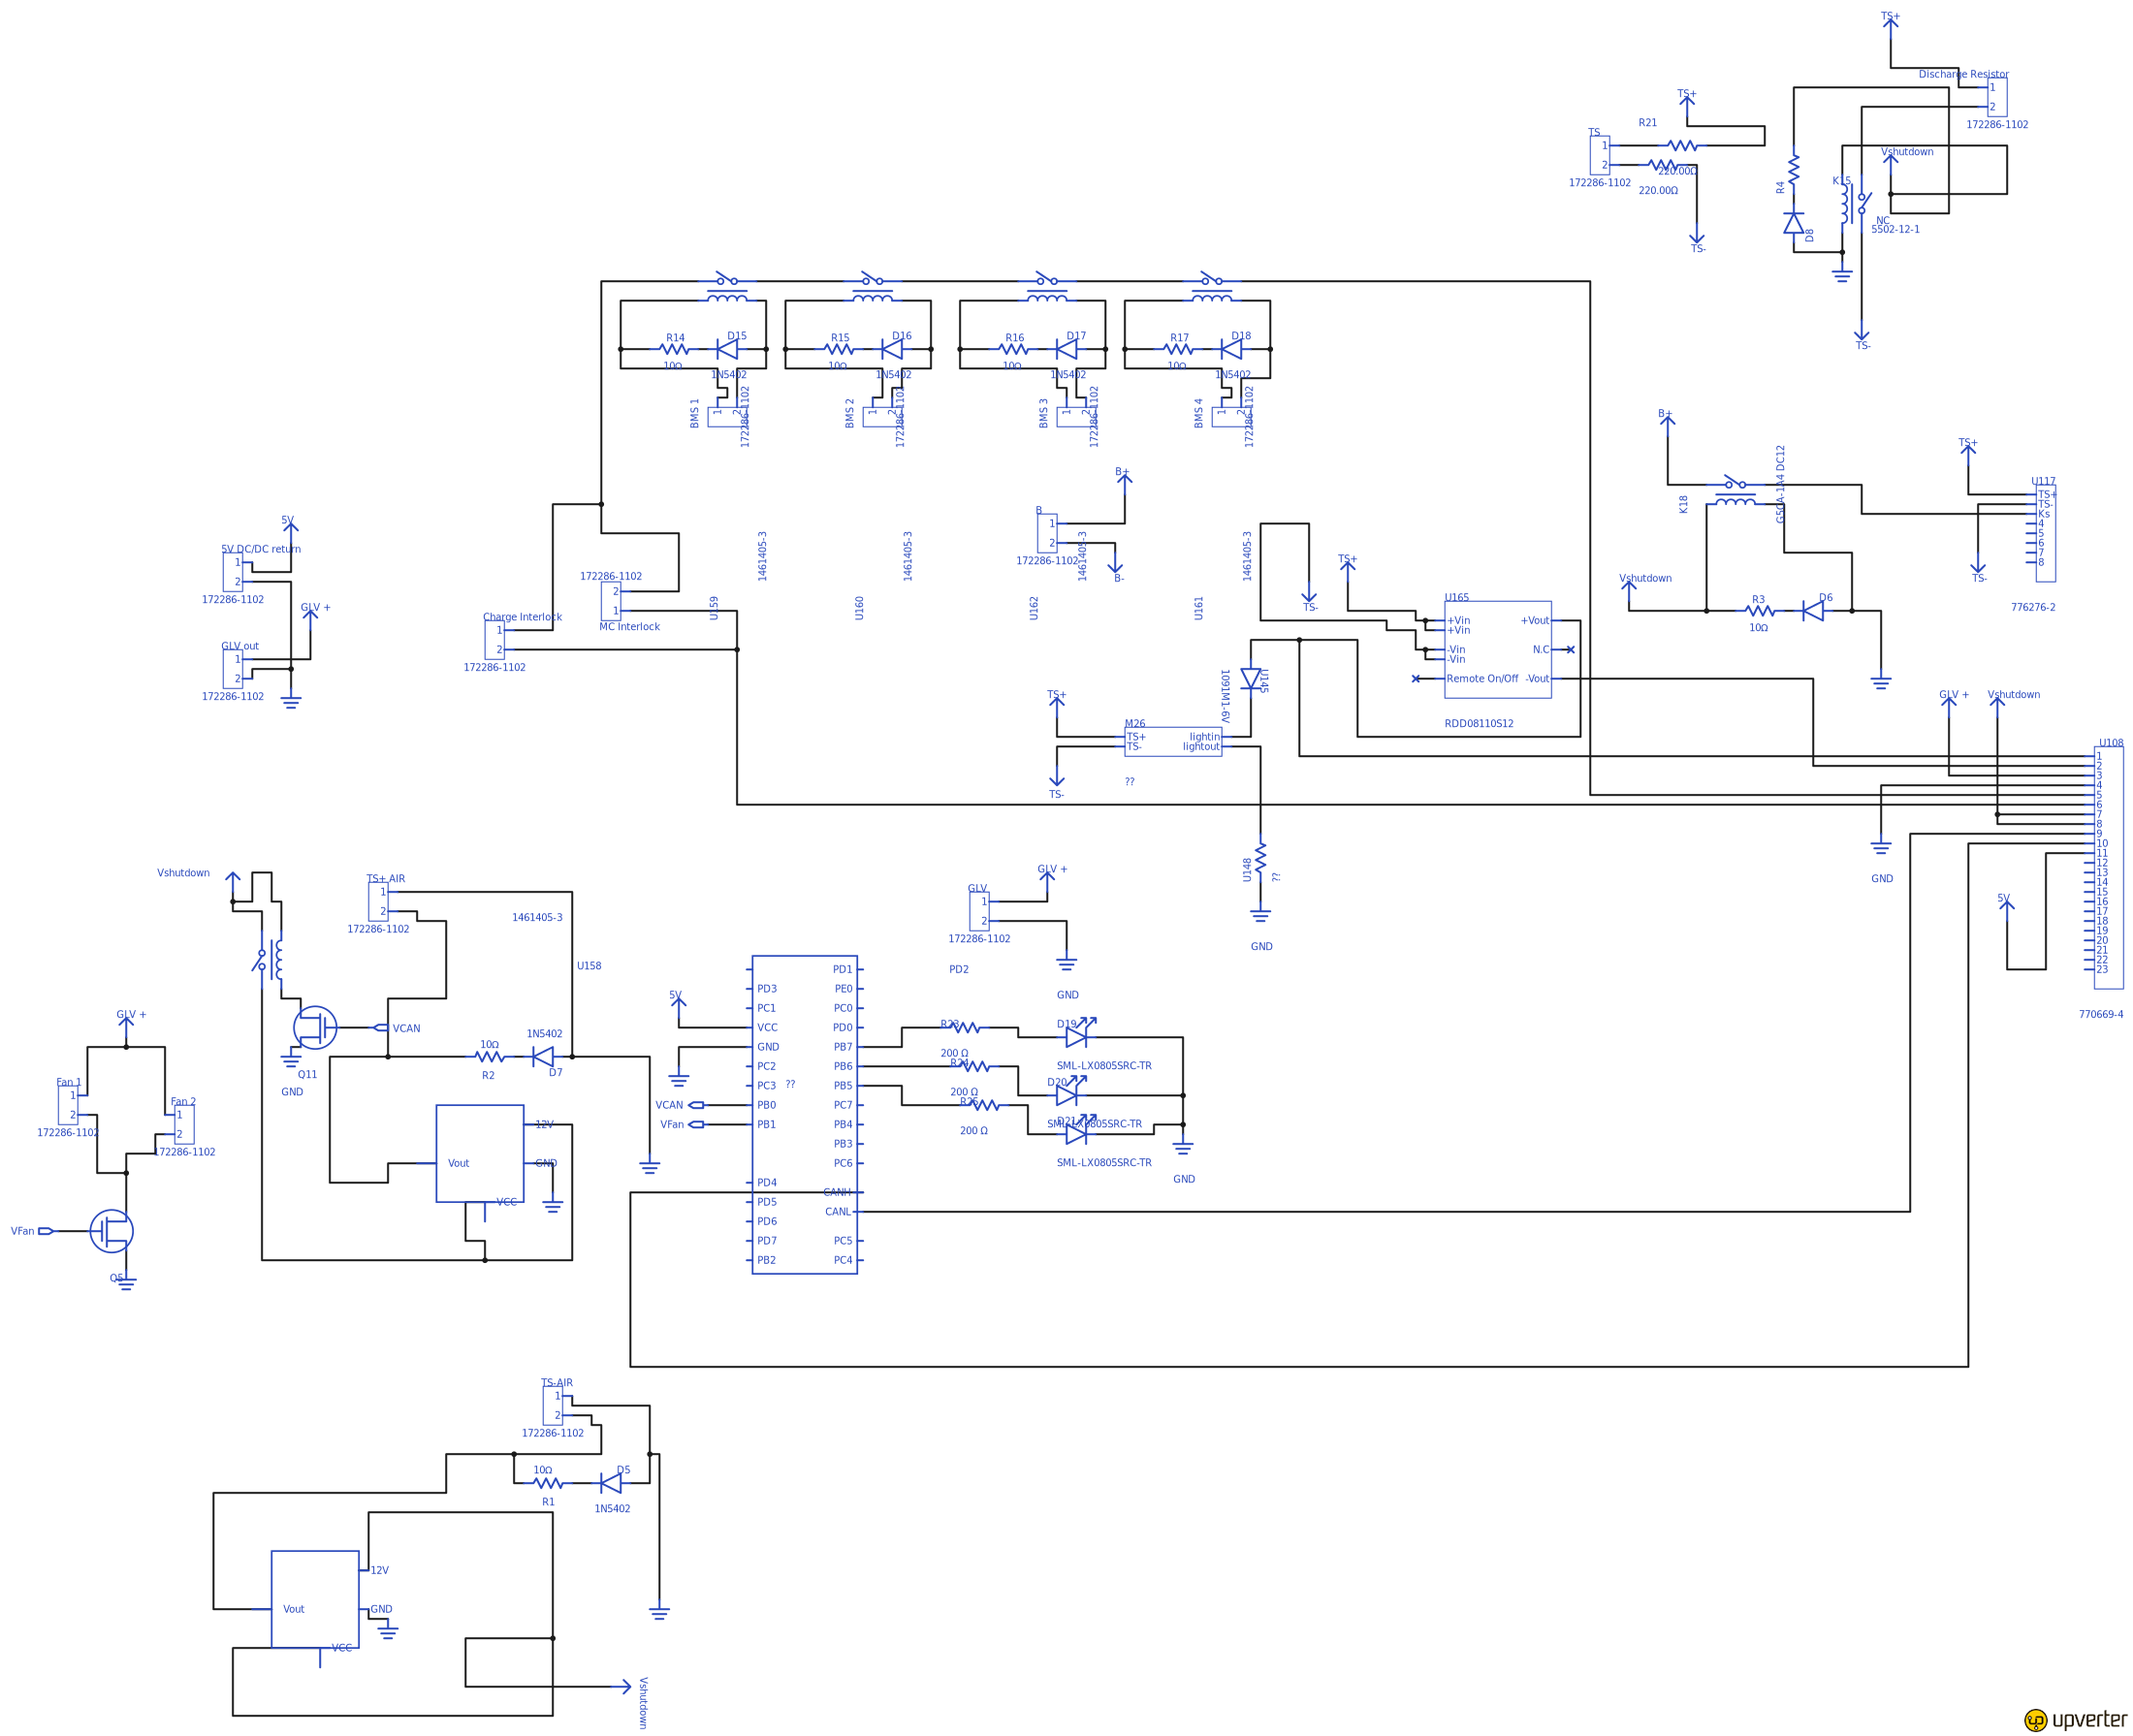 TS+
Discharge Resistor
1
2
172286-1102
TS+
R21
TS
1
2
220.00Ω
220.00Ω
172286-1102
TS-
Vshutdown
K15
R4
D8
NC
5502-12-1
TS-
R14
D15
10Ω
1N5402
BMS 1
1
2
172286-1102
R15
D16
10Ω
1N5402
BMS 2
1
2
172286-1102
R16
D17
10Ω
1N5402
BMS 3
1
2
172286-1102
R17
D18
10Ω
1N5402
BMS 4
1
2
172286-1102
B+
K18
G5CA-1A4 DC12
TS+
U117
TS+
TS-
Ks
4
5
6
7
8
TS-
776276-2
Vshutdown
R3
10Ω
D6
B+
B
1
2
172286-1102
B-
1461405-3
1461405-3
1461405-3
1461405-3
U159
U160
U162
U161
5V
5V DC/DC return
1
2
172286-1102
GLV +
GLV out
1
2
172286-1102
172286-1102
2
1
MC Interlock
Charge Interlock
1
2
172286-1102
TS-
TS+
U165
+Vin
+Vin
-Vin
-Vin
Remote On/Off
+Vout
N.C
-Vout
RDD08110S12
U145
1091M1-6V
TS+
M26
TS+
TS-
lightin
lightout
??
TS-
U148
??
GND
GLV +
Vshutdown
U108
1
2
3
4
5
6
7
8
9
10
11
12
13
14
15
16
17
18
19
20
21
22
23
770669-4
GND
5V
Vshutdown
TS+ AIR
1
2
172286-1102
1461405-3
U158
VCAN
Q11
GND
10Ω
R2
1N5402
D7
GLV +
Fan 1
1
2
172286-1102
Fan 2
1
2
172286-1102
VFan
Q5
12V
GND
Vout
VCC
GLV +
GLV
1
2
172286-1102
GND
5V
VCAN
VFan
PD3
PC1
VCC
GND
PC2
PC3
PB0
PB1
PD4
PD5
PD6
PD7
PB2
??
PD1
PE0
PC0
PD0
PB7
PB6
PB5
PC7
PB4
PB3
PC6
CANH
CANL
PC5
PC4
PD2
R23
200 Ω
D19
SML-LX0805SRC-TR
R24
200 Ω
D20
SML-LX0805SRC-TR
R25
200 Ω
D21
SML-LX0805SRC-TR
GND
TS-AIR
1
2
172286-1102
10Ω
R1
D5
1N5402
12V
GND
Vout
VCC
Vshutdown
upverter